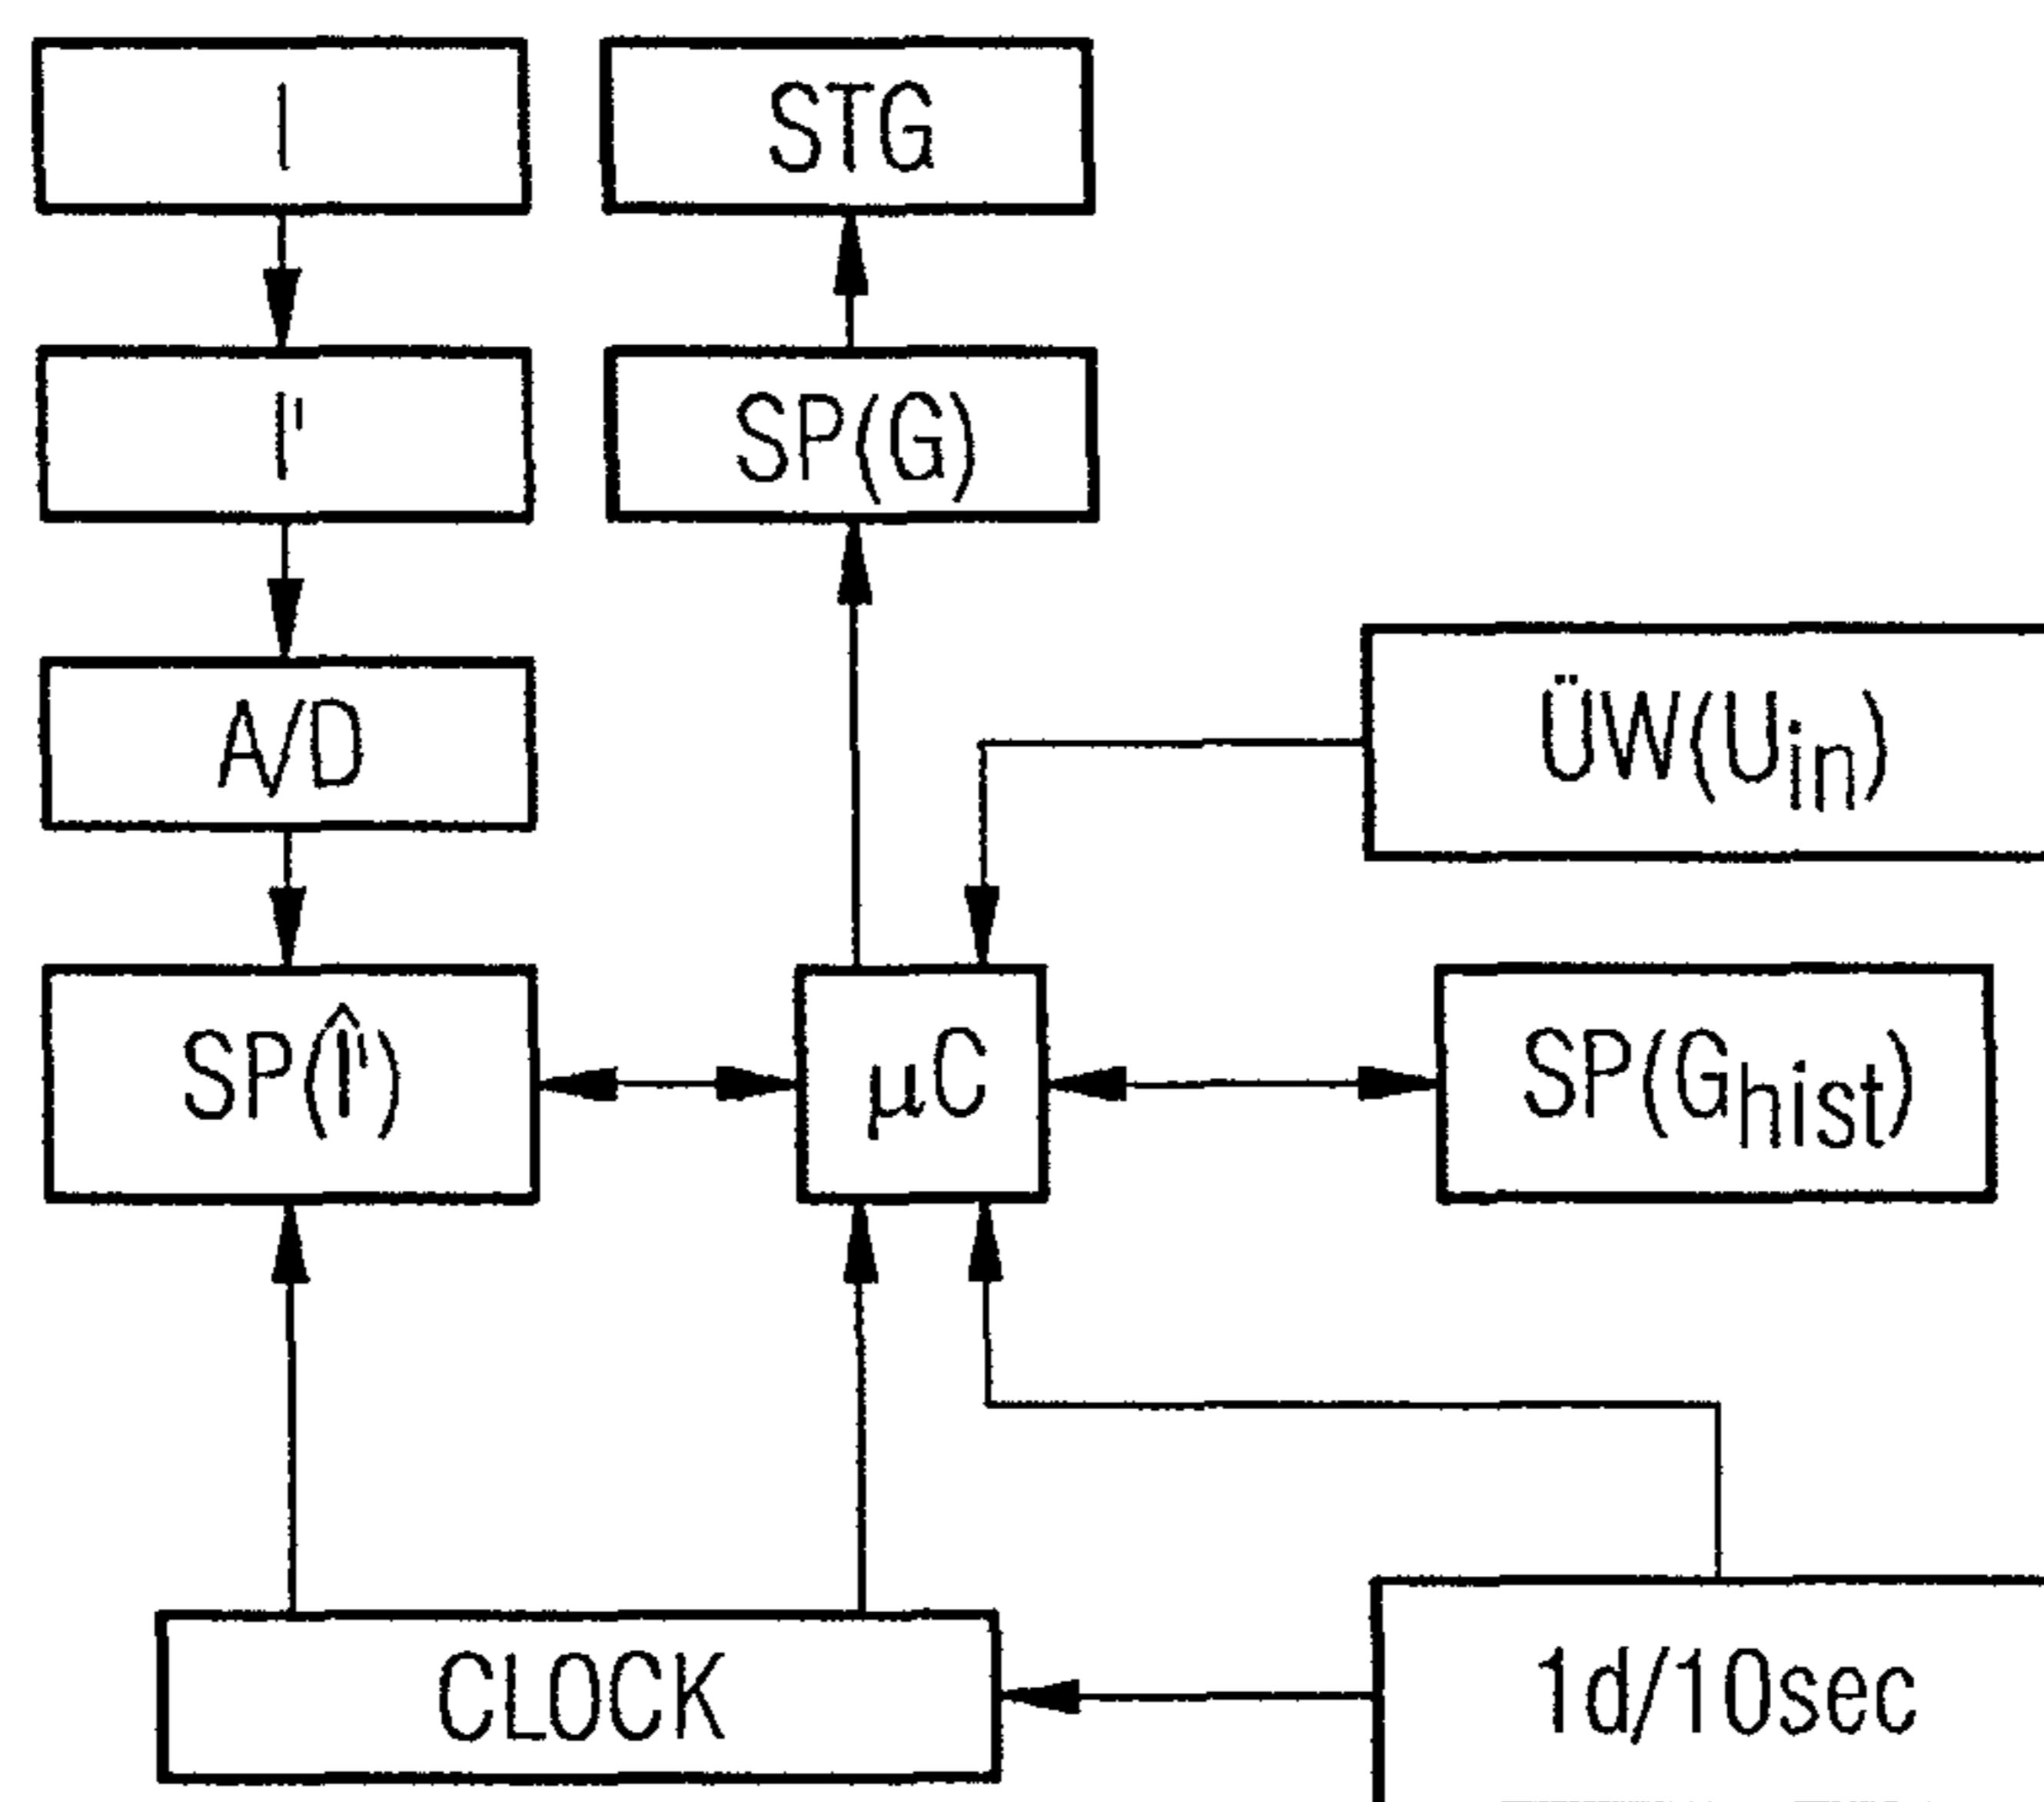 I
STG
I'
SP(G)
A/D
ÜW(Uin)
SP(Î')
µC
SP(Ghist)
CLOCK
1d/10sec